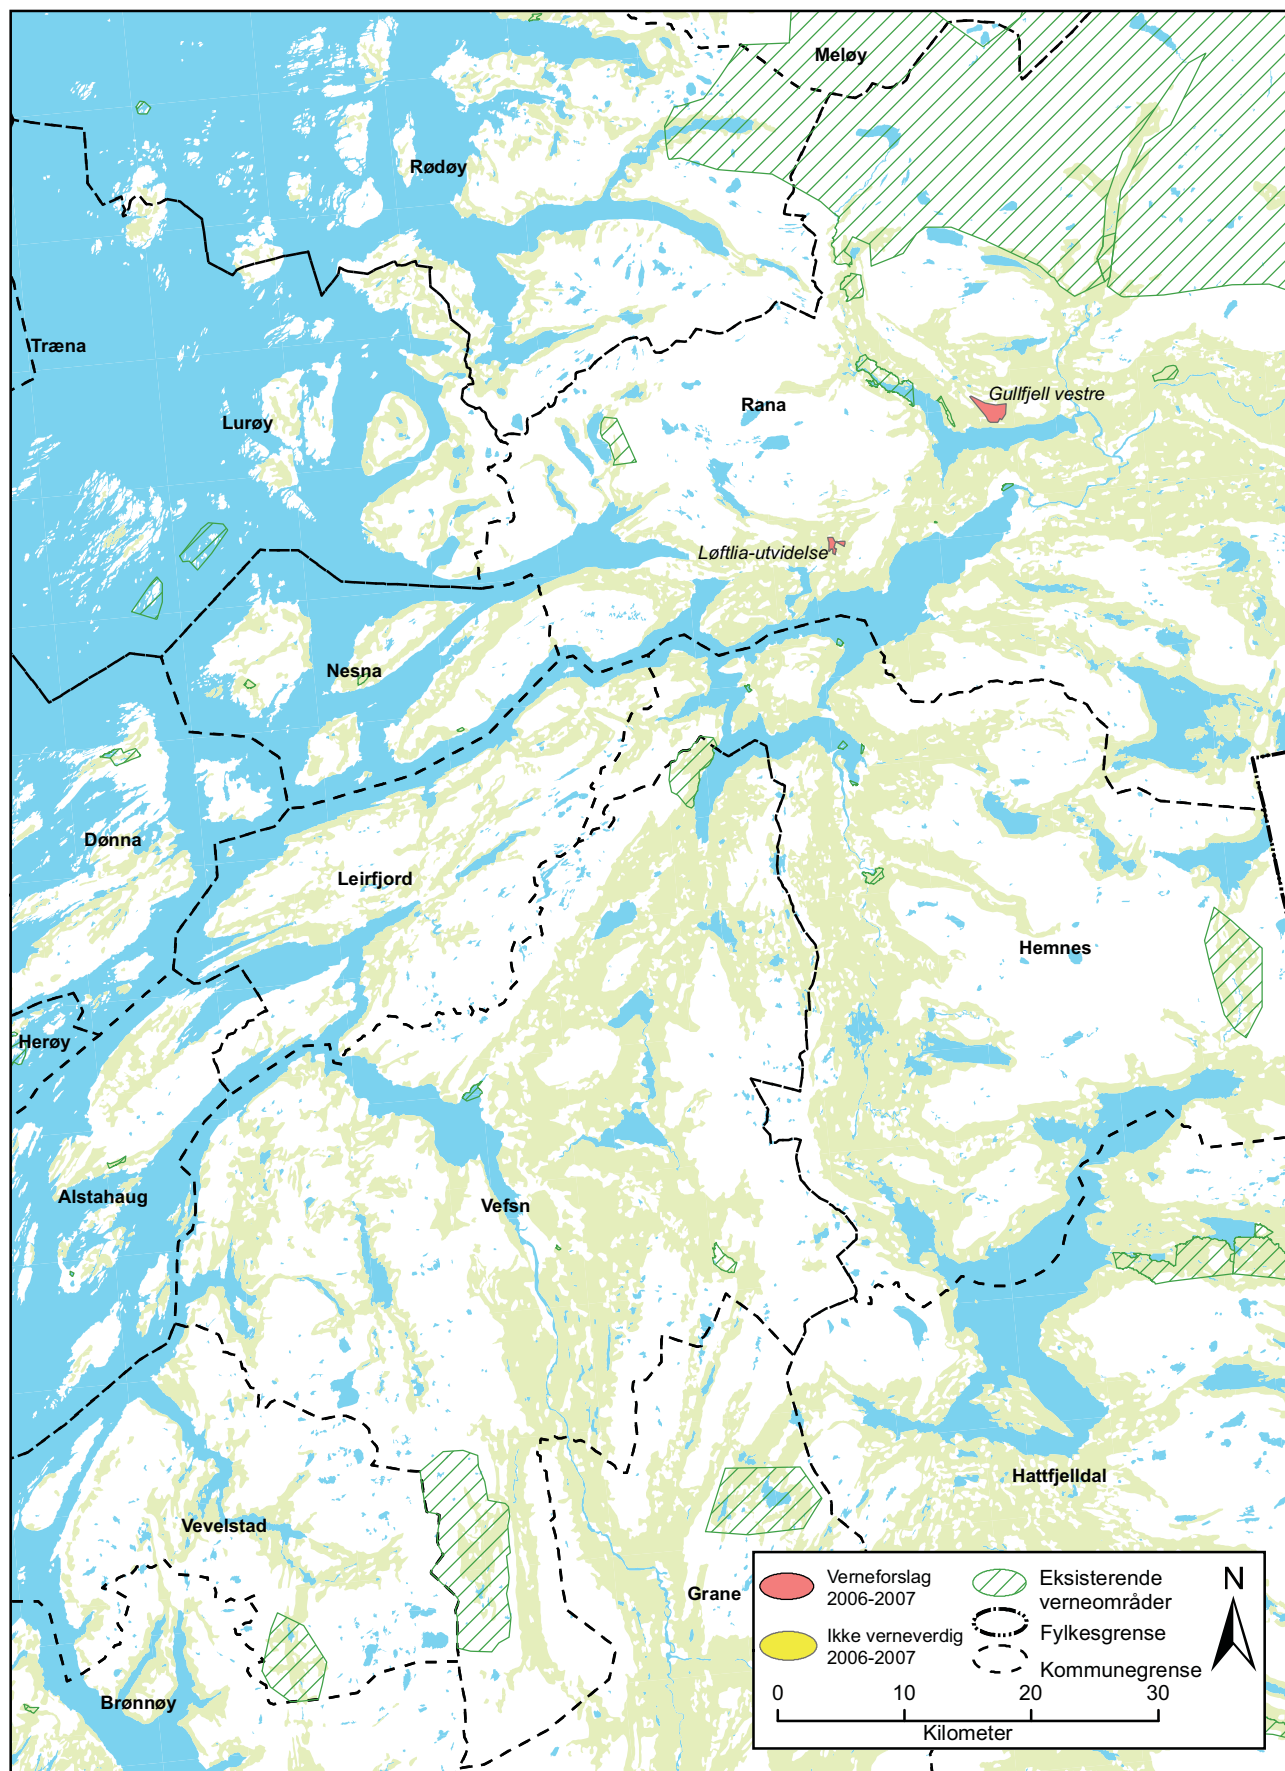 Meløy
Rødøy
Træna
Gullfjell vestre
Rana
Lurøy
Løftlia-utvidelse
Nesna
Dønna
Leirfjord
Hemnes
Herøy
Alstahaug
Vefsn
Hattfjelldal
Vevelstad
Grane
Brønnøy
Verneforslag
2006-2007
Ikke verneverdig
2006-2007
Eksisterende
verneområder
Fylkesgrense
Kommunegrense
N
0 10 20 30
Kilometer